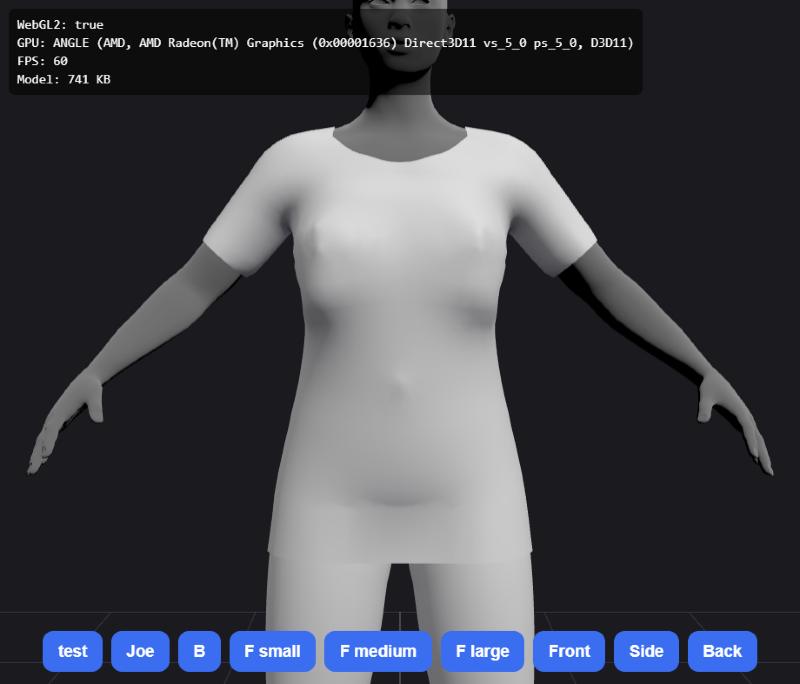 WebGL2: true
GPU: ANGLE (AMD, AMD Radeon(TM) Graphics (0x00001636) Direct3D11 vs_5_0 ps_5_0, D3D11)
FPS: 60
Model: 741 KB
test Joe B F small F medium F large Front Side Back